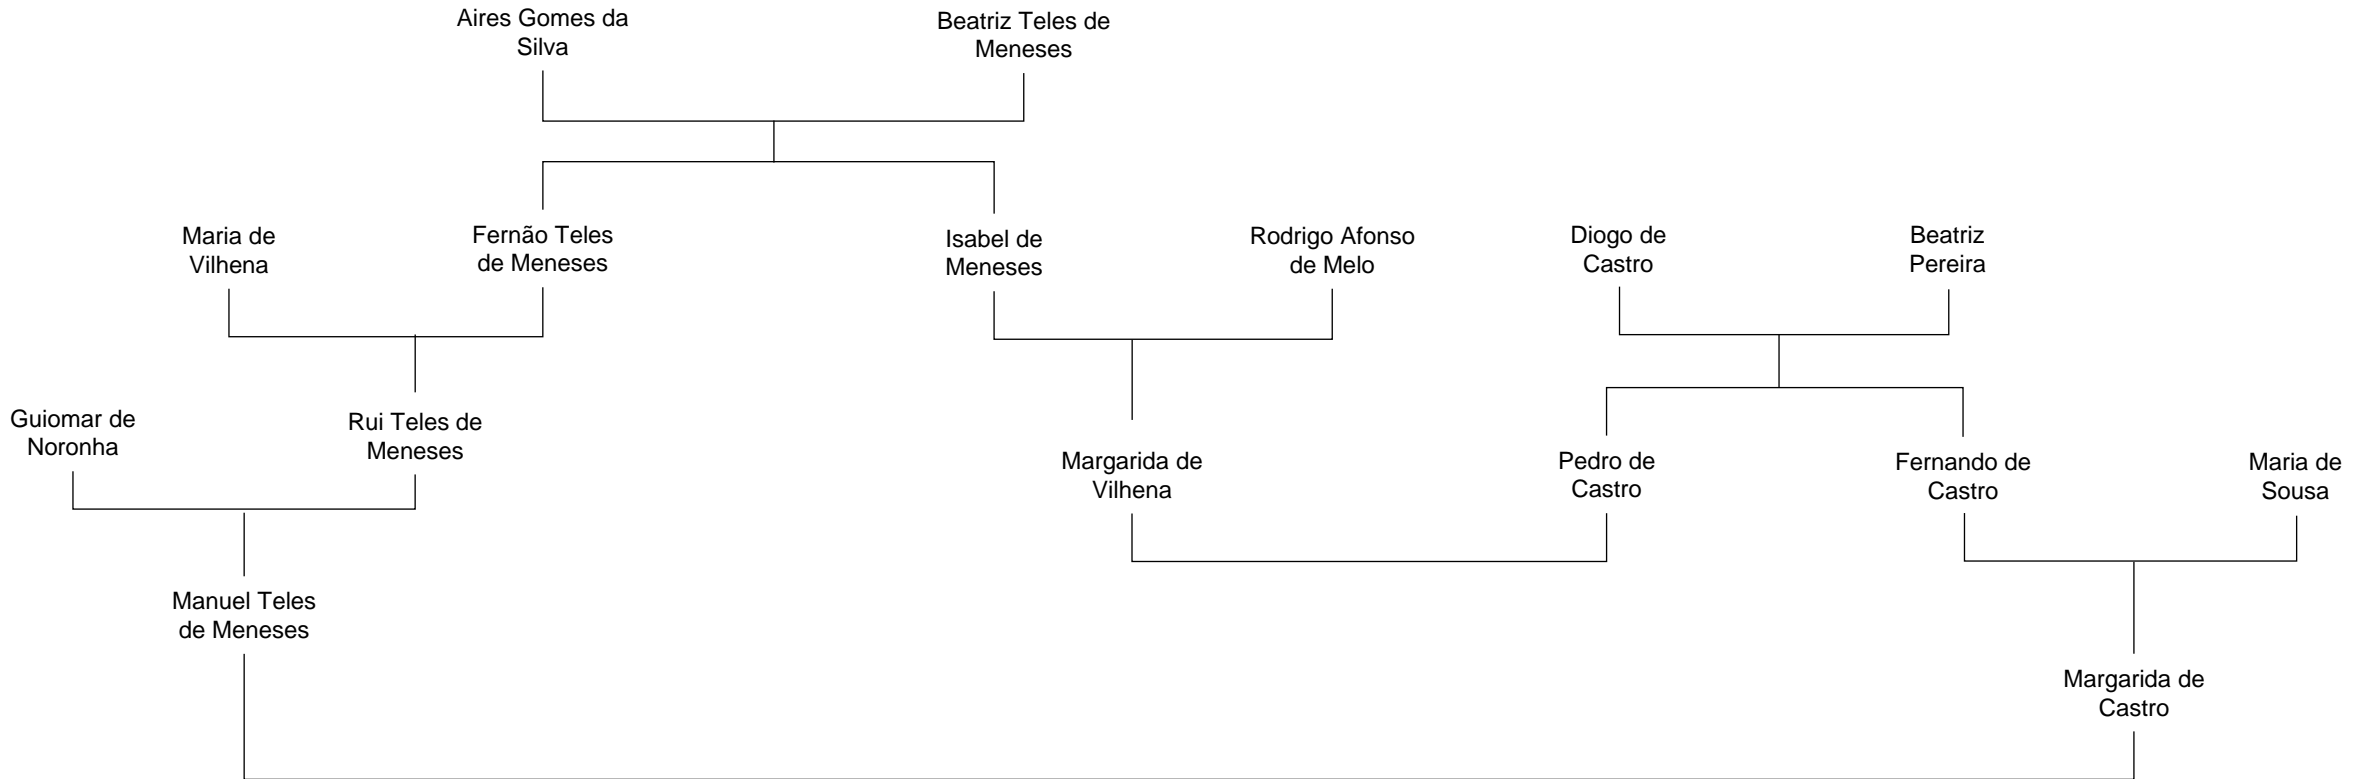 Aires Gomes da
Silva
Beatriz Teles de
Meneses
Maria de
Vilhena
Fernão Teles
de Meneses
Isabel de
Meneses
Rodrigo Afonso
de Melo
Diogo de
Castro
Beatriz
Pereira
Guiomar de
Noronha
Rui Teles de
Meneses
Margarida de
Vilhena
Pedro de
Castro
Fernando de
Castro
Maria de
Sousa
Manuel Teles
de Meneses
Margarida de
Castro